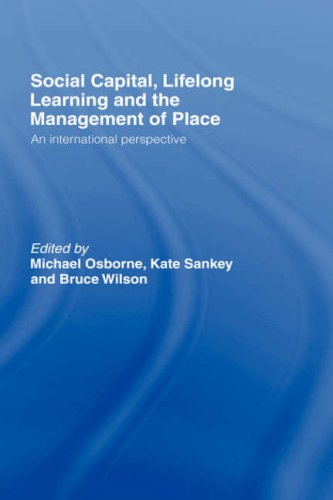 Social Capital, Lifelong
Learning and the
Management of Place
An international perspective
Edited by
Michael Osborne, Kate Sankey
and Bruce Wilson